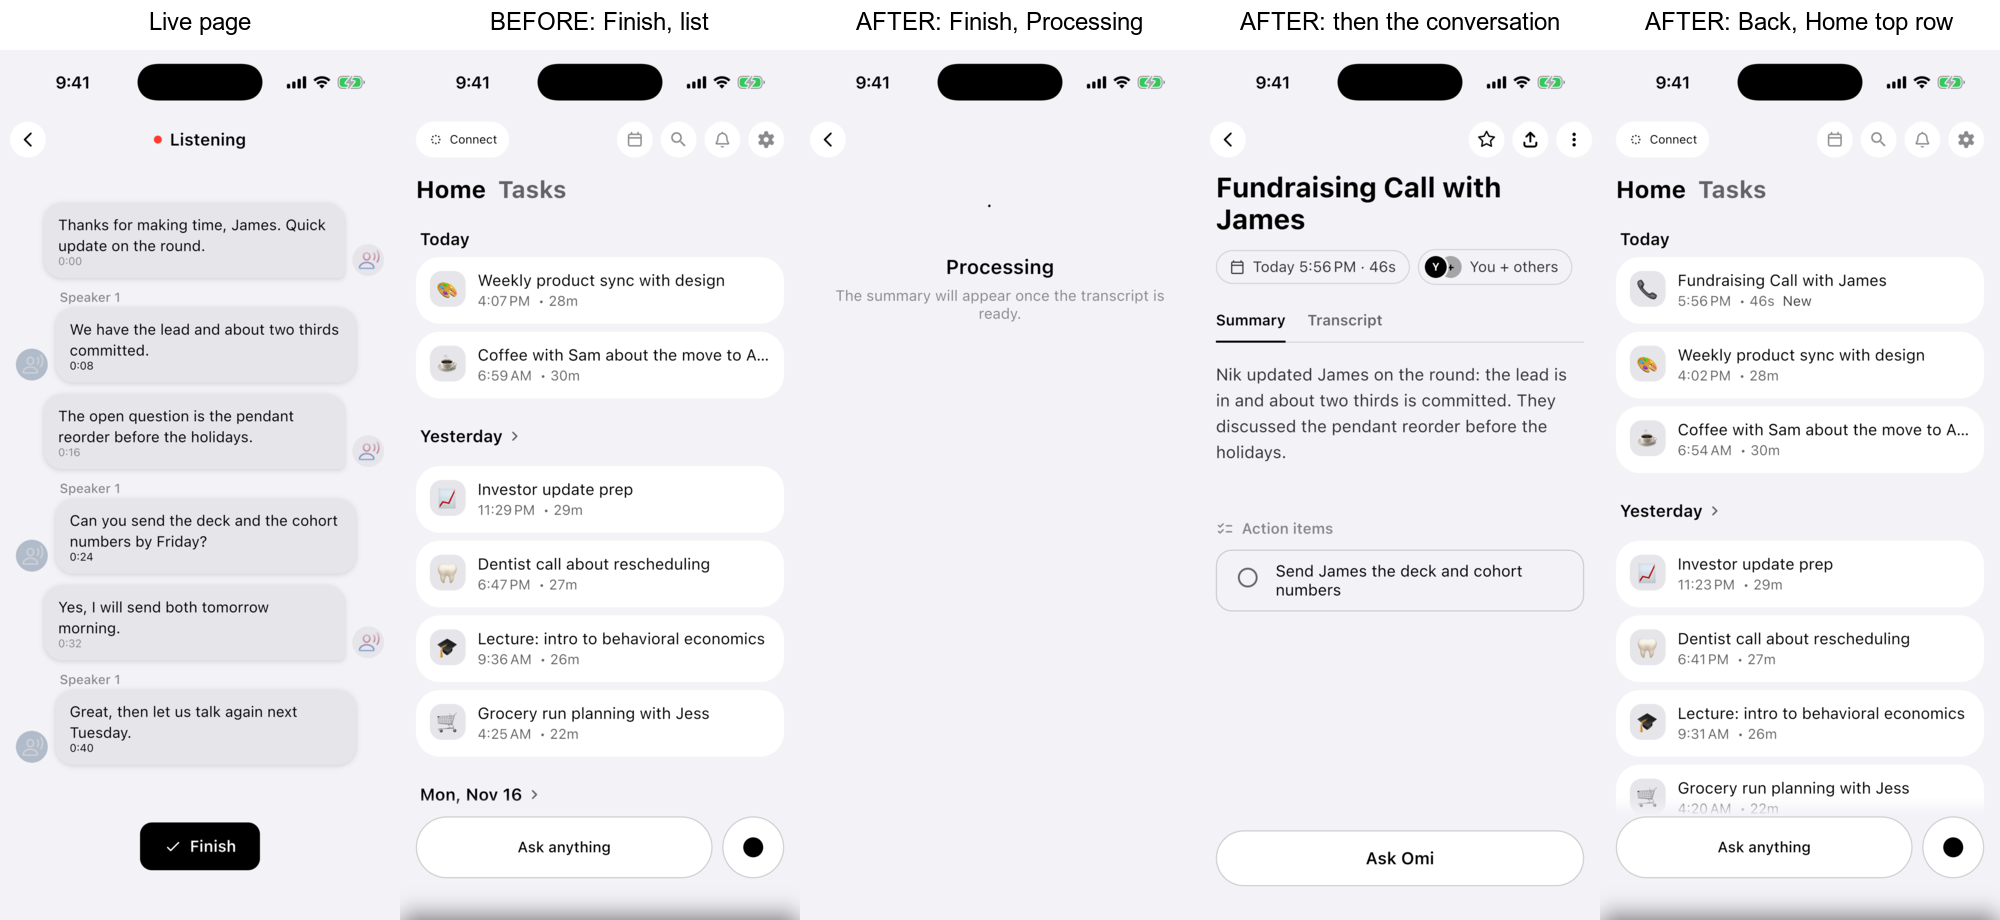 Live page
9:41
Listening
Thanks for making time, James. Quick
update on the round.
0:00
Speaker 1
We have the lead and about two thirds
committed.
0:08
The open question is the pendant
reorder before the holidays.
0:16
Speaker 1
Can you send the deck and the cohort
numbers by Friday?
0:24
Yes, I will send both tomorrow
morning.
0:32
Speaker 1
Great, then let us talk again next
Tuesday.
0:40
Finish
BEFORE: Finish, list
9:41
Connect
Home Tasks
Today
Weekly product sync with design
4:07 PM • 28m
Coffee with Sam about the move to A...
6:59 AM • 30m
Yesterday
Investor update prep
11:29 PM • 29m
Dentist call about rescheduling
6:47 PM • 27m
Lecture: intro to behavioral economics
9:36 AM • 26m
Grocery run planning with Jess
4:25 AM • 22m
Mon, Nov 16
Ask anything
AFTER: Finish, Processing
9:41
Processing
The summary will appear once the transcript is
ready.
AFTER: then the conversation
9:41
Fundraising Call with
James
Today 5:56 PM · 46s
Y
You + others
Summary Transcript
Nik updated James on the round: the lead is
in and about two thirds is committed. They
discussed the pendant reorder before the
holidays.
Action items
Send James the deck and cohort
numbers
Ask Omi
AFTER: Back, Home top row
9:41
Connect
Home Tasks
Today
Fundraising Call with James
5:56 PM • 46s New
Weekly product sync with design
4:02 PM • 28m
Coffee with Sam about the move to A...
6:54 AM • 30m
Yesterday
Investor update prep
11:23 PM • 29m
Dentist call about rescheduling
6:41 PM • 27m
Lecture: intro to behavioral economics
9:31 AM • 26m
Grocery run planning with Jess
4:20 AM • 22m
Ask anything